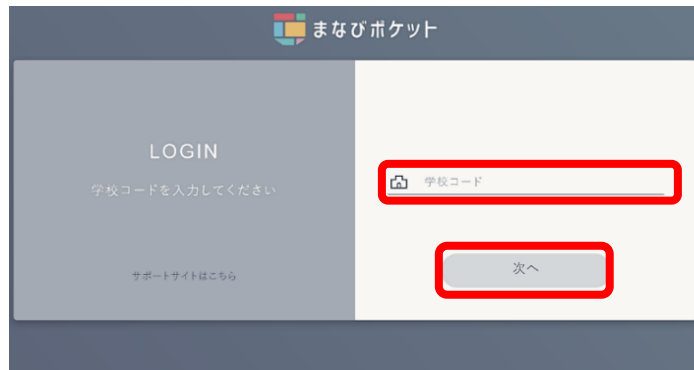 まなびポケット
LOGIN
学校コードを入力してください
サポートサイトはこちら
学校コード
次へ